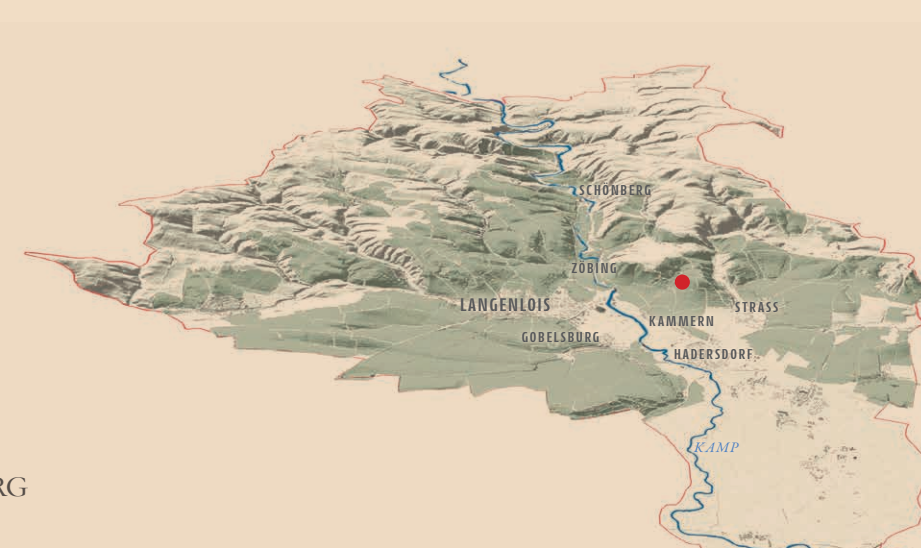 SCHÖNBERG
ZÖBING
LANGENLOIS
STRASS
KAMMERN
GOBELSBURG
HADERSDORF
KAMP
RG